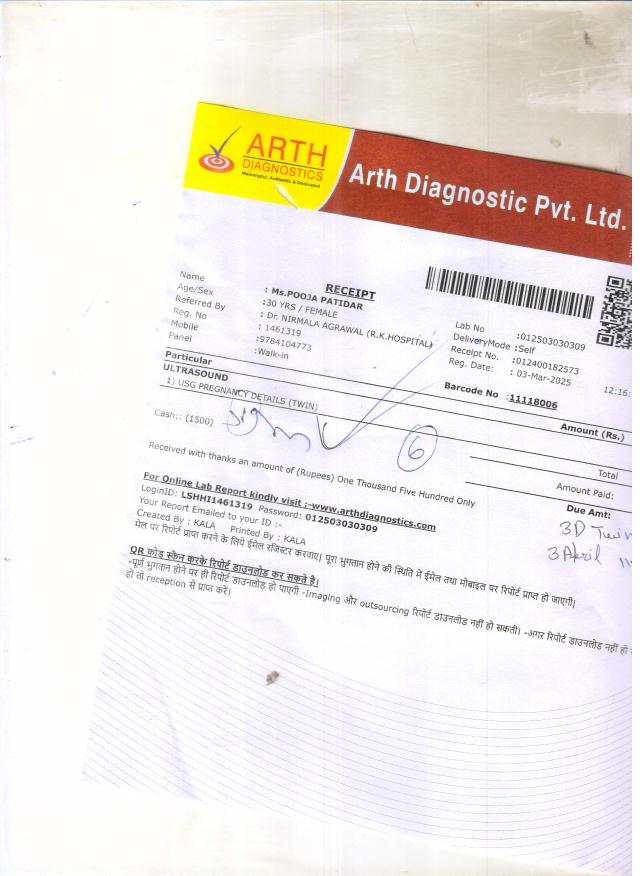 ARTH
DIAGNOSTICS
Meaningful, Authentic & Dedicated
Arth Diagnostic Pvt. Ltd.
RECEIPT
Name : Ms.POOJA PATIDAR
Age/Sex :30 YRS / FEMALE
Referred By : Dr. NIRMALA AGRAWAL (R.K.HOSPITAL)
Reg. No : 1461319
Mobile :9784104773
Panel :Walk-in
Lab No :012503030309
DeliveryMode :Self
Receipt No. :012400182573
Reg. Date: : 03-Mar-2025 12:16:
Barcode No :11118006
Particular Amount (Rs.)
ULTRASOUND
1) USG PREGNANCY DETAILS (TWIN)
Cash:: (1500)
6
Total
Amount Paid:
Due Amt:
Received with thanks an amount of (Rupees) One Thousand Five Hundred Only
3D Twin
3 April
For Online Lab Report kindly visit :-www.arthdiagnostics.com
LoginID: LSHHI1461319 Password: 012503030309
Your Report Emailed to your ID :-
Created By : KALA Printed By : KALA
मेल पर रिपोर्ट प्राप्त करने के लिये ईमेल रजिस्टर करवाए| पूरा भुगतान होने की स्थिति में ईमेल तथा मोबाइल पर रिपोर्ट प्राप्त हो जाएगी|
QR कोड स्कैन करके रिपोर्ट डाउनलोड कर सकते है|
-पूर्ण भुगतान होने पर ही रिपोर्ट डाउनलोड हो पाएगी -Imaging और outsourcing रिपोर्ट डाउनलोड नहीं हो सकती। -अगर रिपोर्ट डाउनलोड नहीं हो
हो तो reception से प्राप्त करें।